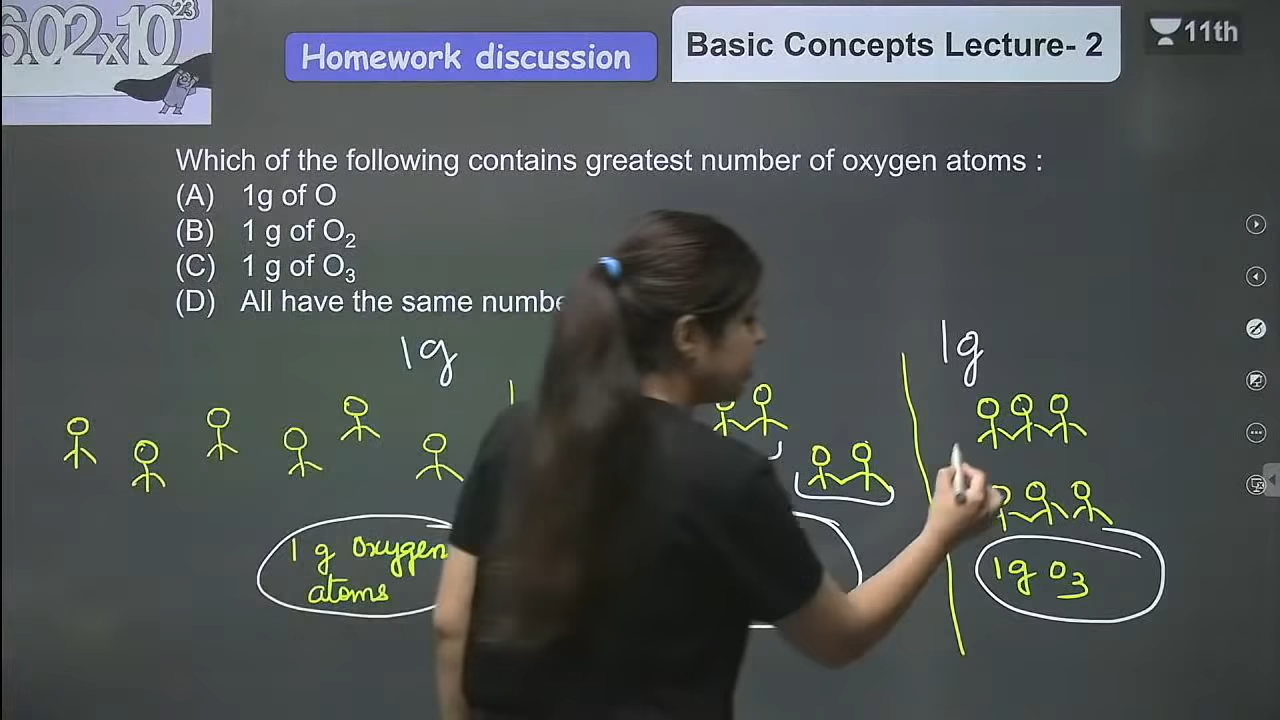 6.02x10^23
Homework discussion
Basic Concepts Lecture- 2
11th
Which of the following contains greatest number of oxygen atoms :
(A) 1g of O
(B) 1 g of O₂
(C) 1 g of O₃
(D) All have the same
1g
1g
1 g oxygen
atoms
1g O₃